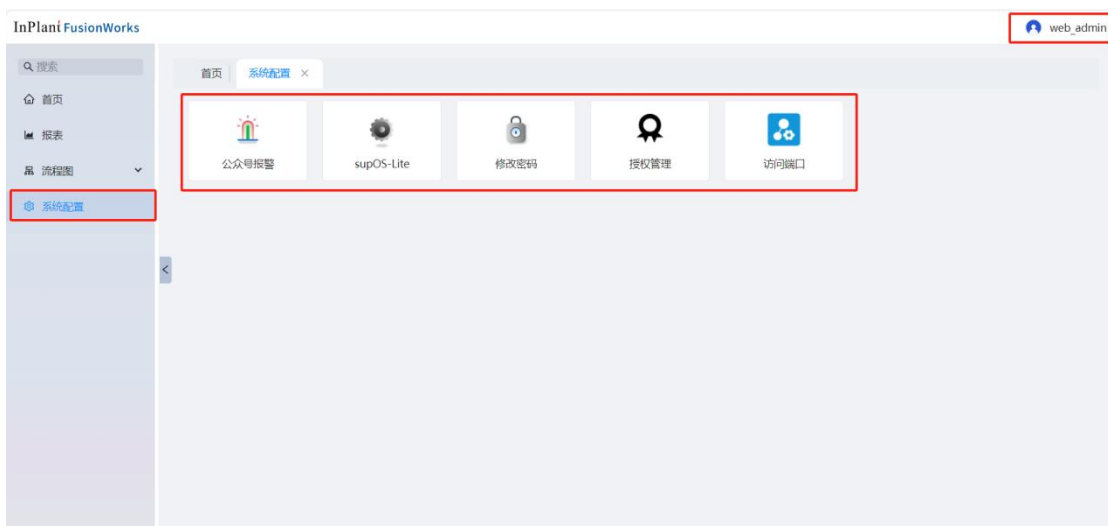 InPlant FusionWorks
web_admin
搜索
首页
报表
流程图
系统配置
首页
系统配置
公众号报警
supOS-Lite
修改密码
授权管理
访问端口